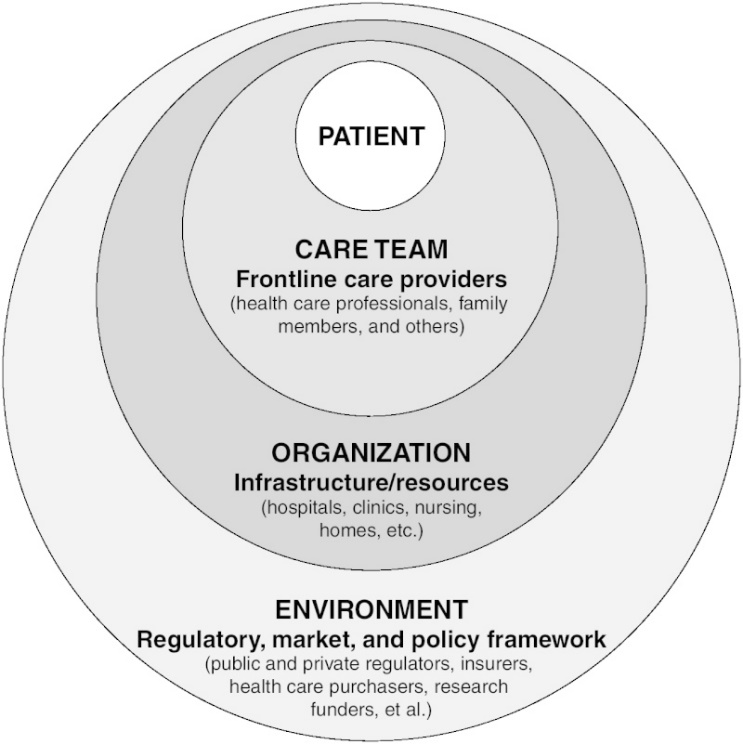 PATIENT
CARE TEAM
Frontline care providers
(health care professionals, family
members, and others)
ORGANIZATION
Infrastructure/resources
(hospitals, clinics, nursing,
homes, etc.)
ENVIRONMENT
Regulatory, market, and policy framework
(public and private regulators, insurers,
health care purchasers, research
funders, et al.)